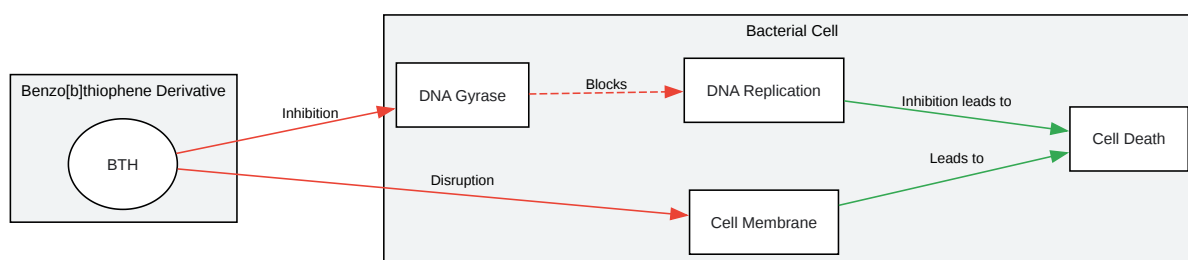 Bacterial Cell
Benzo[b]thiophene Derivative
BTH
Inhibition
DNA Gyrase
Blocks
DNA Replication
Inhibition leads to
Cell Death
Disruption
Cell Membrane
Leads to